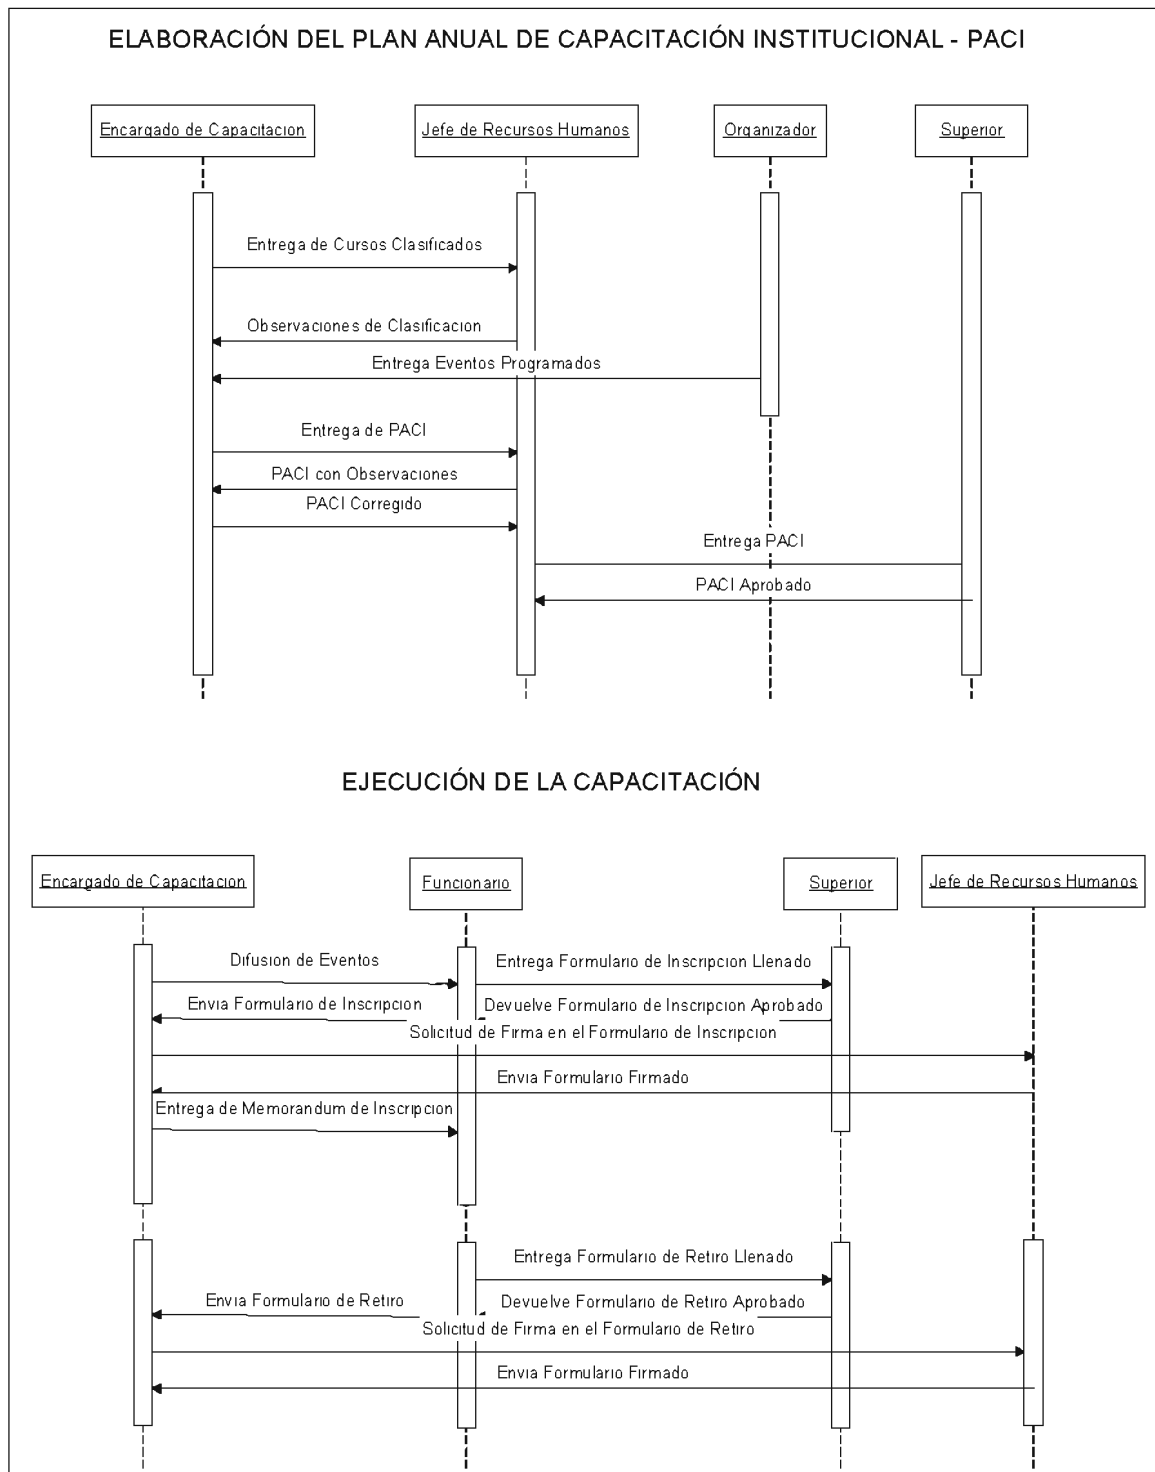 ELABORACIÓN DEL PLAN ANUAL DE CAPACITACIÓN INSTITUCIONAL - PACI
Encargado de Capacitacion
Jefe de Recursos Humanos
Organizador
Superior
Entrega de Cursos Clasificados
Observaciones de Clasificacion
Entrega Eventos Programados
Entrega de PACI
PACI con Observaciones
PACI Corregido
Entrega PACI
PACI Aprobado
EJECUCIÓN DE LA CAPACITACIÓN
Encargado de Capacitacion
Funcionario
Superior
Jefe de Recursos Humanos
Difusion de Eventos
Entrega Formulario de Inscripcion Llenado
Envia Formulario de Inscripcion
Devuelve Formulario de Inscripcion Aprobado
Solicitud de Firma en el Formulario de Inscripcion
Envia Formulario Firmado
Entrega de Memorandum de Inscripcion
Entrega Formulario de Retiro Llenado
Envia Formulario de Retiro
Devuelve Formulario de Retiro Aprobado
Solicitud de Firma en el Formulario de Retiro
Envia Formulario Firmado